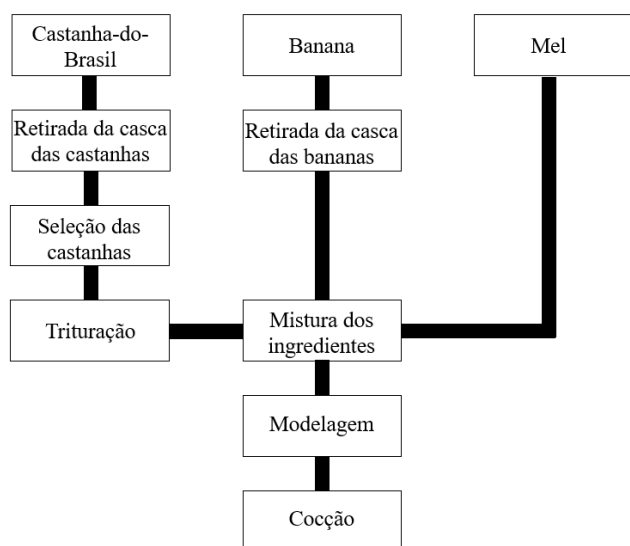 Castanha-do-
Brasil
Banana
Mel
Retirada da casca
das castanhas
Retirada da casca
das bananas
Seleção das
castanhas
Trituração
Mistura dos
ingredientes
Modelagem
Cocção